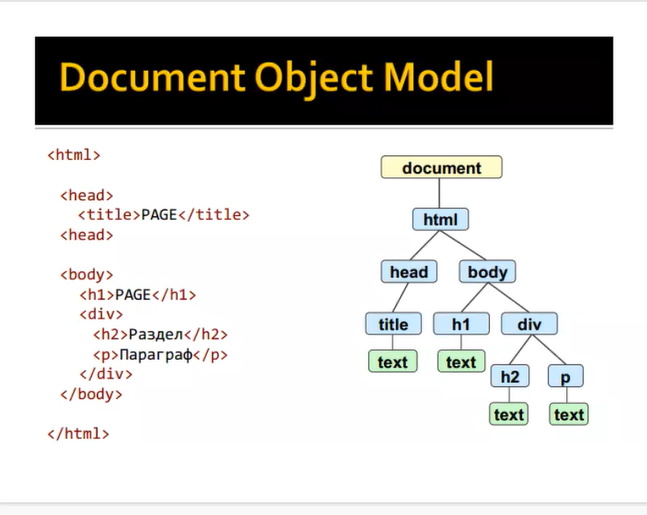 Document Object Model
<html>
<head>
<title>PAGE</title>
<head>
<body>
<h1>PAGE</h1>
<div>
<h2>Раздел</h2>
<p>Параграф</p>
</div>
</body>
</html>
document
html
head body
title h1 div
text text
h2 p
text text